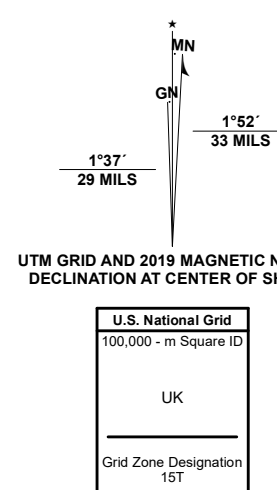 MN
GN
1°52´
33 MILS
1°37´
29 MILS
UTM GRID AND 2019 MAGNETIC
DECLINATION AT CENTER OF
U.S. National Grid
100,000 - m Square ID
UK
Grid Zone Designation
15T